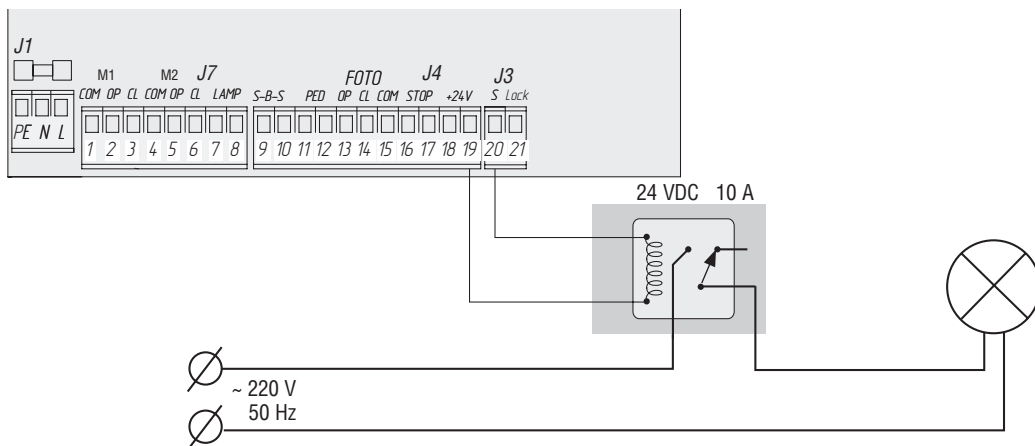 J1
M1 M2 J7 FOTO J4 J3
COM OP CL COM OP CL LAMP S-B-S PED OP CL COM STOP +24V S Lock
PE N L
1 2 3 4 5 6 7 8 9 10 11 12 13 14 15 16 17 18 19 20 21
24 VDC 10 A
~ 220 V
50 Hz